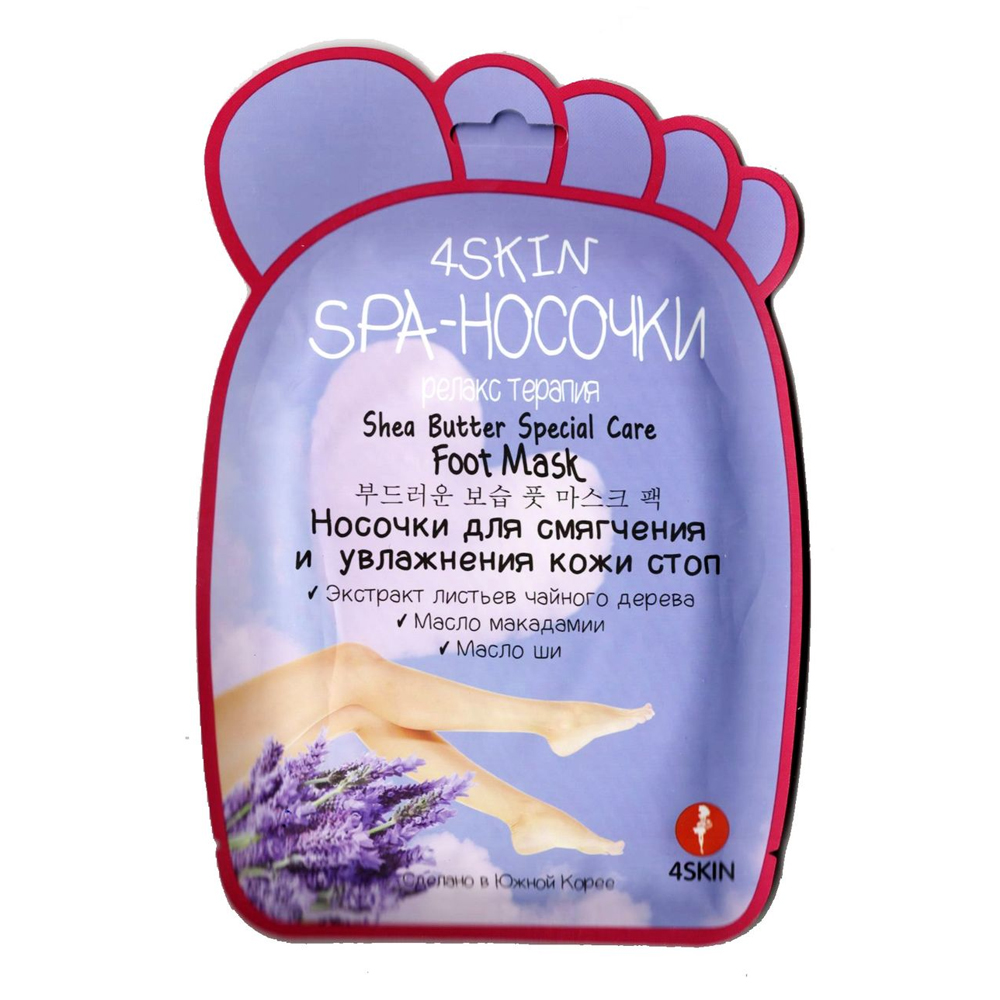 4SKIN
SPA-НОСОЧКИ
релакс терапия
Shea Butter Special Care
Foot Mask
부드러운 보습 풋 마스크 팩
Носочки для смягчения
и увлажнения кожи стоп
✓ Экстракт листьев чайного дерева
✓ Масло макадамии
✓ Масло ши
Сделано в Южной Корее
4SKIN